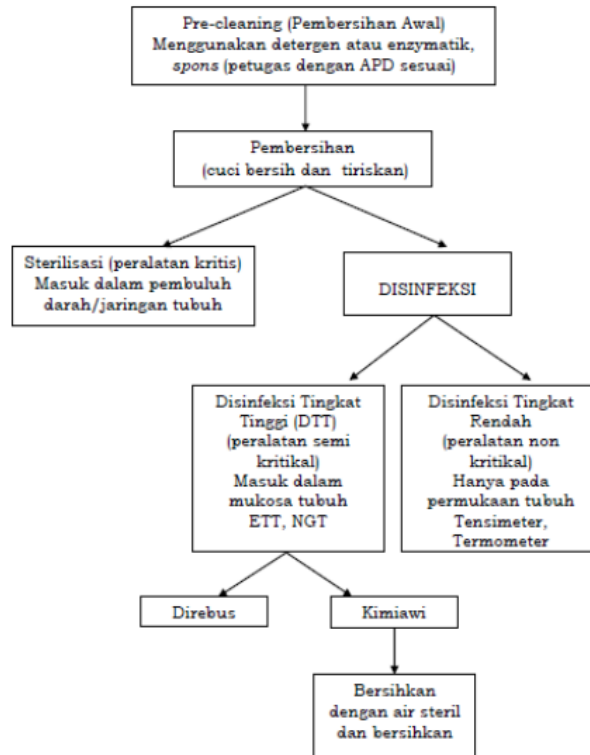 Pre-cleaning (Pembersihan Awal)
Menggunakan detergen atau enzymatik,
spons (petugas dengan APD sesuai)
Pembersihan
(cuci bersih dan tiriskan)
Sterilisasi (peralatan kritis)
Masuk dalam pembuluh
darah/jaringan tubuh
DISINFEKSI
Disinfeksi Tingkat
Tinggi (DTT)
(peralatan semi
kritikal)
Masuk dalam
mukosa tubuh
ETT, NGT
Disinfeksi Tingkat
Rendah
(peralatan non
kritikal)
Hanya pada
permukaan tubuh
Tensimeter,
Termometer
Direbus
Kimiawi
Bersihkan
dengan air steril
dan bersihkan